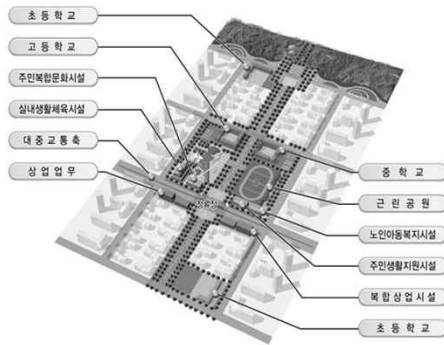 초등학교
고등학교
주민복합문화시설
실내생활체육시설
대중교통축
상업업무
정류장
중학교
근린공원
노인아동복지시설
주민생활지원시설
복합상업시설
초등학교